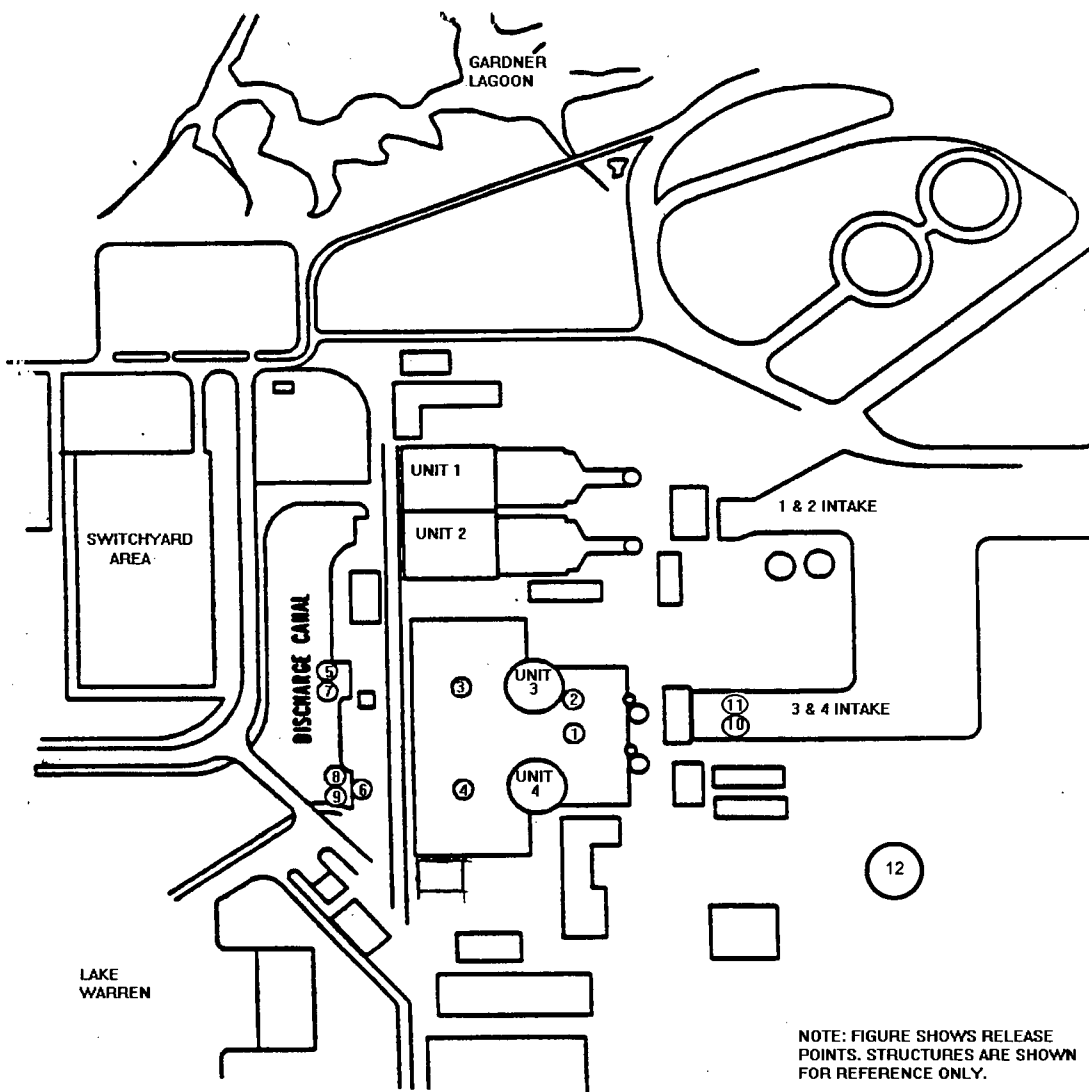 GARDNER
LAGOON
UNIT 1
1 & 2 INTAKE
UNIT 2
SWITCHYARD
AREA
DISCHARGE CANAL
5
7
3
UNIT
3
2
1
11
10
3 & 4 INTAKE
8
9
6
4
UNIT
4
12
LAKE
WARREN
NOTE: FIGURE SHOWS RELEASE
POINTS. STRUCTURES ARE SHOWN
FOR REFERENCE ONLY.